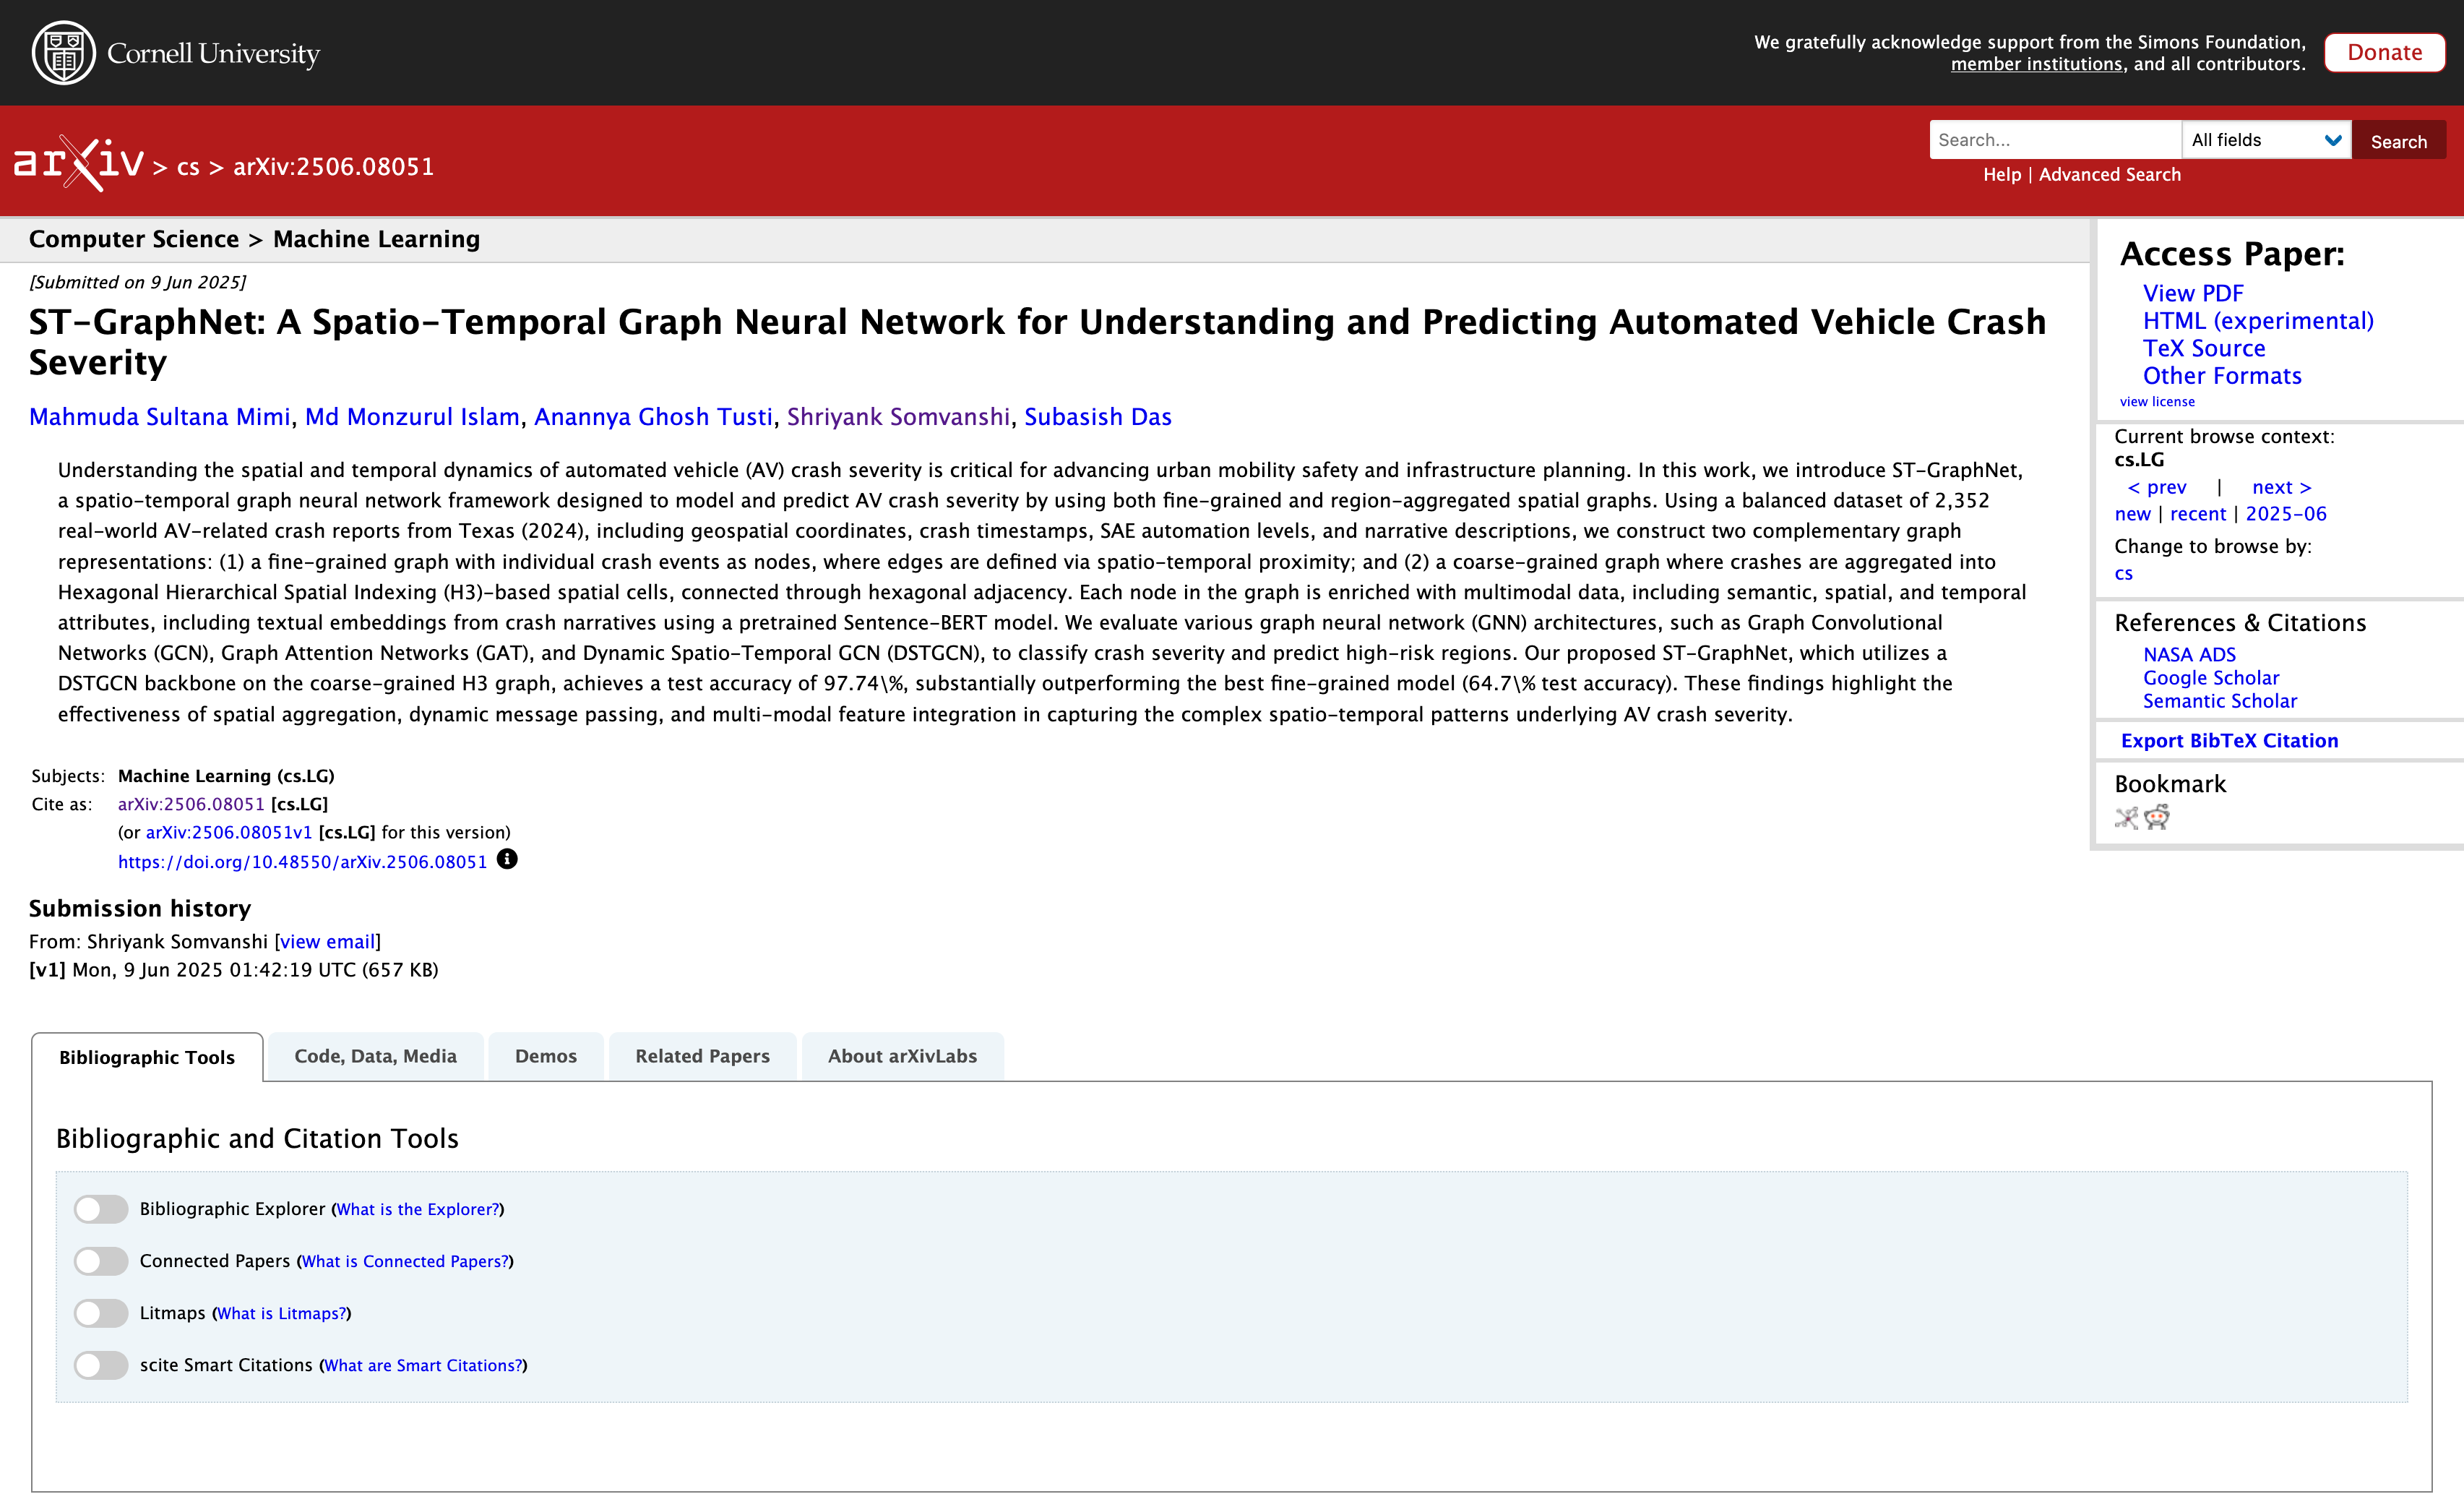 Cornell University
We gratefully acknowledge support from the Simons Foundation,
member institutions, and all contributors.
Donate
arXiv > cs > arXiv:2506.08051
Search...
All fields
Search
Help | Advanced Search
Computer Science > Machine Learning
[Submitted on 9 Jun 2025]
ST-GraphNet: A Spatio-Temporal Graph Neural Network for Understanding and Predicting Automated Vehicle Crash
Severity
Mahmuda Sultana Mimi, Md Monzurul Islam, Anannya Ghosh Tusti, Shriyank Somvanshi, Subasish Das
Understanding the spatial and temporal dynamics of automated vehicle (AV) crash severity is critical for advancing urban mobility safety and infrastructure planning. In this work, we introduce ST-GraphNet,
a spatio-temporal graph neural network framework designed to model and predict AV crash severity by using both fine-grained and region-aggregated spatial graphs. Using a balanced dataset of 2,352
real-world AV-related crash reports from Texas (2024), including geospatial coordinates, crash timestamps, SAE automation levels, and narrative descriptions, we construct two complementary graph
representations: (1) a fine-grained graph with individual crash events as nodes, where edges are defined via spatio-temporal proximity; and (2) a coarse-grained graph where crashes are aggregated into
Hexagonal Hierarchical Spatial Indexing (H3)-based spatial cells, connected through hexagonal adjacency. Each node in the graph is enriched with multimodal data, including semantic, spatial, and temporal
attributes, including textual embeddings from crash narratives using a pretrained Sentence-BERT model. We evaluate various graph neural network (GNN) architectures, such as Graph Convolutional
Networks (GCN), Graph Attention Networks (GAT), and Dynamic Spatio-Temporal GCN (DSTGCN), to classify crash severity and predict high-risk regions. Our proposed ST-GraphNet, which utilizes a
DSTGCN backbone on the coarse-grained H3 graph, achieves a test accuracy of 97.74\%, substantially outperforming the best fine-grained model (64.7\% test accuracy). These findings highlight the
effectiveness of spatial aggregation, dynamic message passing, and multi-modal feature integration in capturing the complex spatio-temporal patterns underlying AV crash severity.
Subjects: Machine Learning (cs.LG)
Cite as: arXiv:2506.08051 [cs.LG]
(or arXiv:2506.08051v1 [cs.LG] for this version)
https://doi.org/10.48550/arXiv.2506.08051
Submission history
From: Shriyank Somvanshi [view email]
[v1] Mon, 9 Jun 2025 01:42:19 UTC (657 KB)
Access Paper:
View PDF
HTML (experimental)
TeX Source
Other Formats
view license
Current browse context:
cs.LG
< prev | next >
new | recent | 2025-06
Change to browse by:
cs
References & Citations
NASA ADS
Google Scholar
Semantic Scholar
Export BibTeX Citation
Bookmark
Bibliographic Tools
Code, Data, Media
Demos
Related Papers
About arXivLabs
Bibliographic and Citation Tools
Bibliographic Explorer (What is the Explorer?)
Connected Papers (What is Connected Papers?)
Litmaps (What is Litmaps?)
scite Smart Citations (What are Smart Citations?)